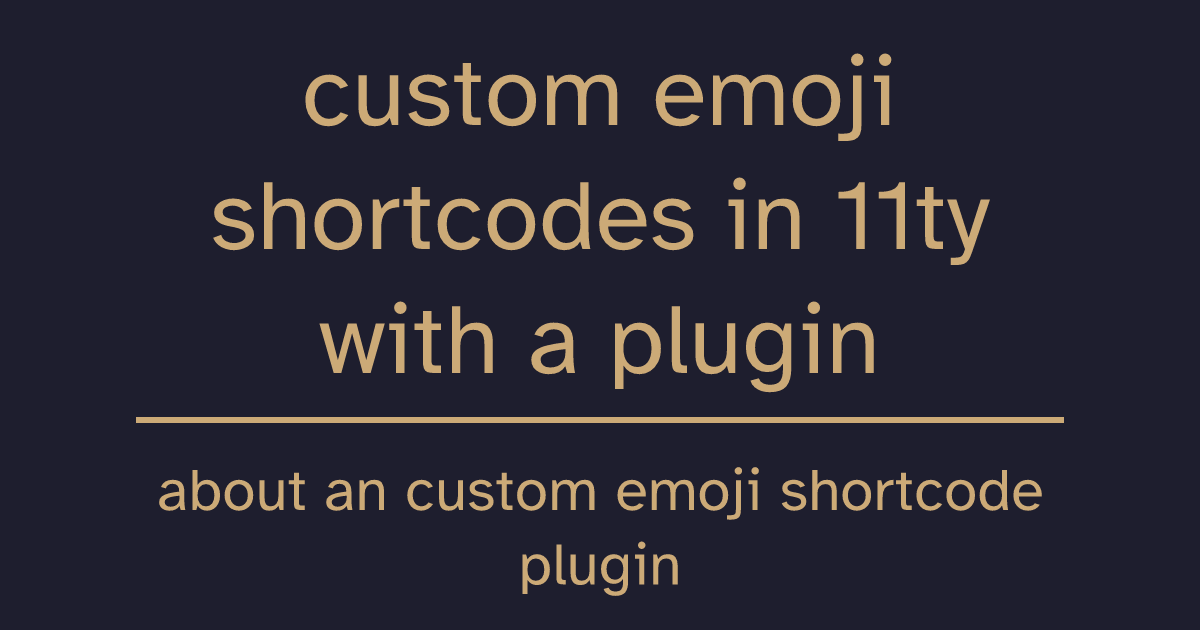 custom emoji
shortcodes in 11ty
with a plugin
about an custom emoji shortcode
plugin